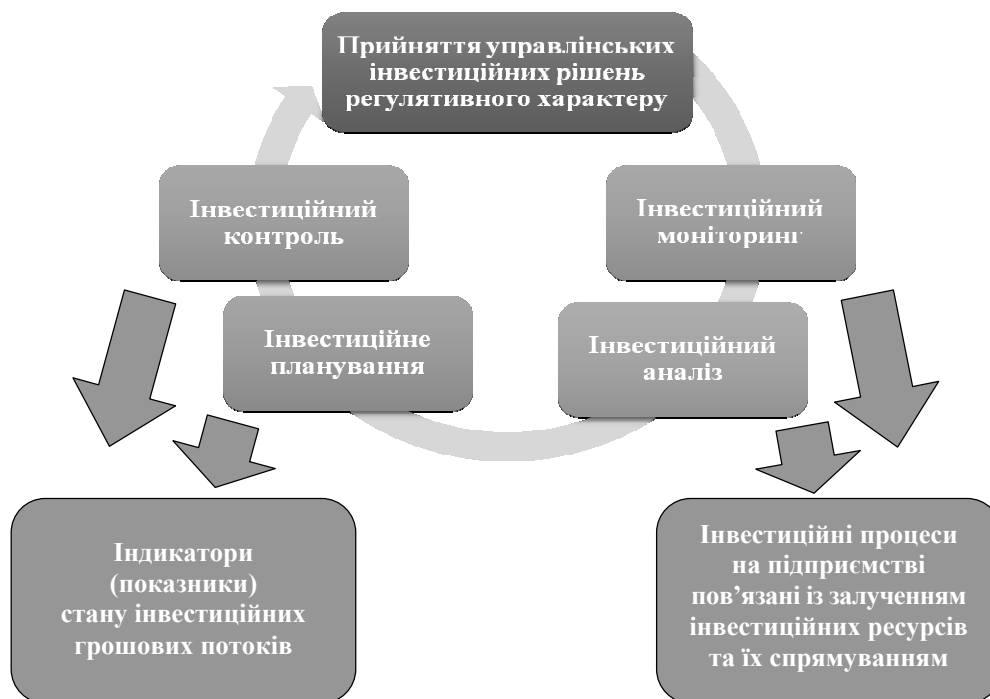 Прийняття управлінських
інвестиційних рішень
регулятивного характеру
Інвестиційний
контроль
Інвестиційний
моніторинг
Інвестиційне
планування
Інвестиційний
аналіз
Індикатори
(показники)
стану інвестиційних
грошових потоків
Інвестиційні процеси
на підприємстві
пов’язані із залученням
інвестиційних ресурсів
та їх спрямуванням